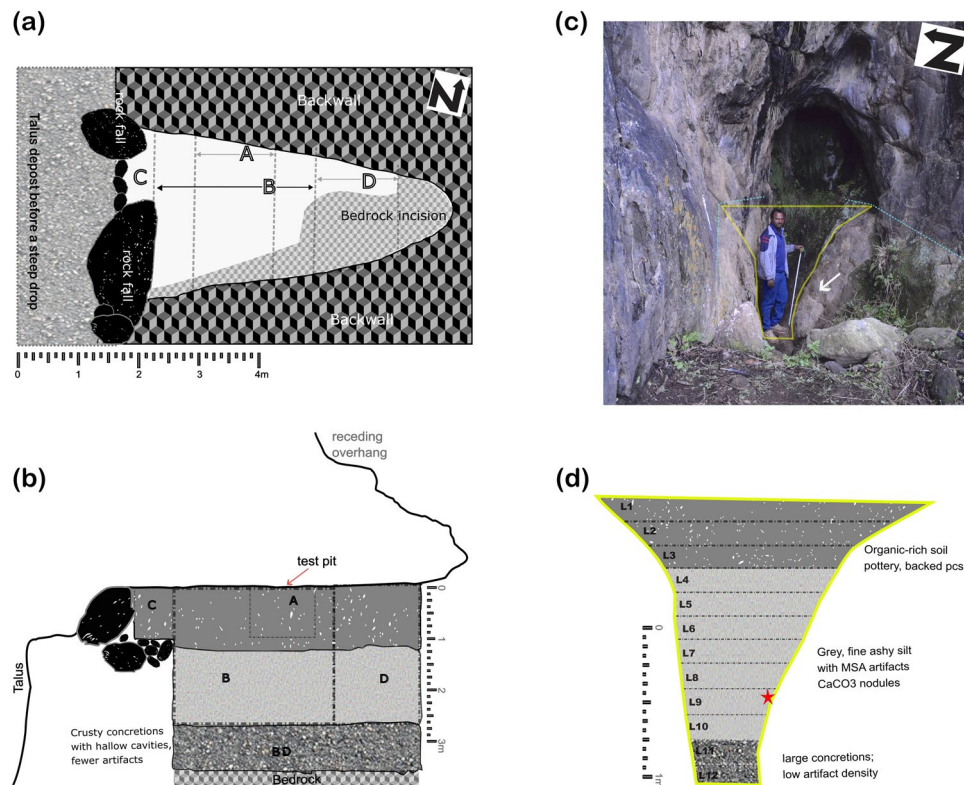 (a)
N
Backwall
rock fall
Talus depost before a steep drop
A
C
B
D
Bedrock incision
rock fall
Backwall
0 1 2 3 4m
(b)
receding
overhang
test pit
C
A
0
1
B
D
2
Talus
Crusty concretions
with hallow cavities,
fewer artifacts
BD
3m
Bedrock
(c)
N
(d)
L1
L2
L3
Organic-rich soil
pottery, backed pcs
L4
L5
L6
L7
L8
L9
L10
Grey, fine ashy silt
with MSA artifacts
CaCO3 nodules
L11
L12
large concretions;
low artifact density
0
1m